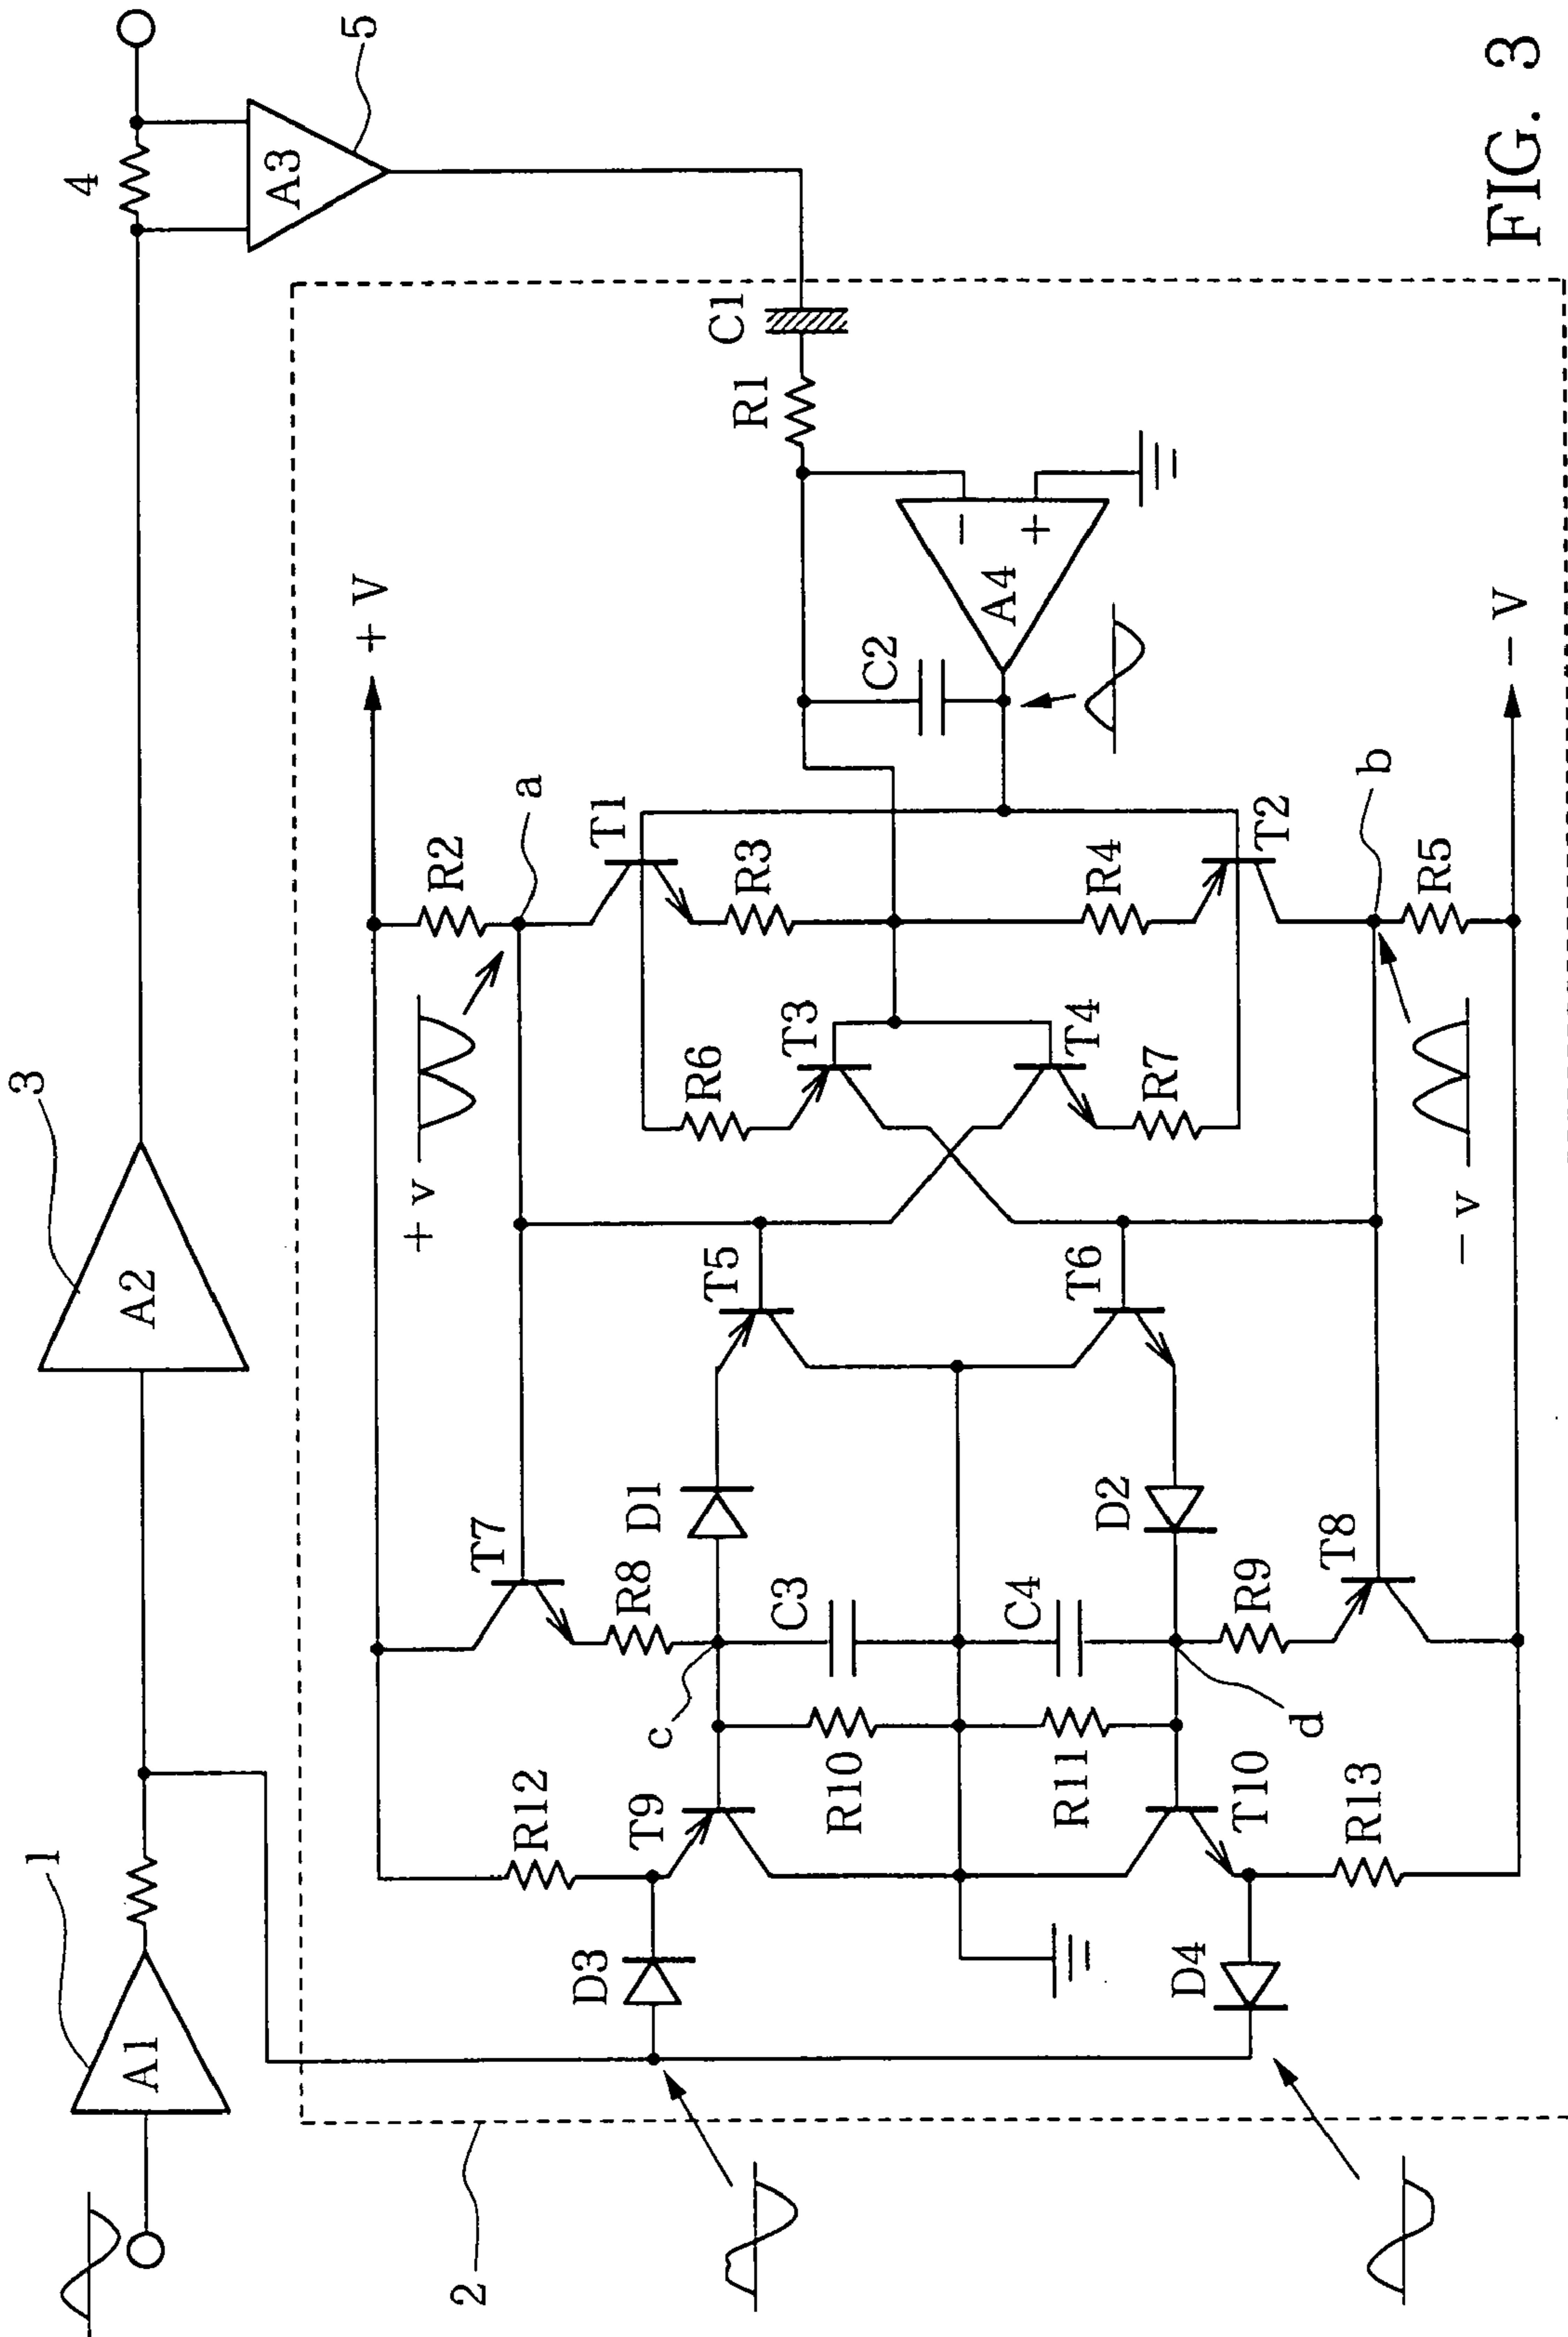 1
A1
3
A2
4
A3
5
2
+ V
R2
a
T1
R3
R4
T2
b
R5
- V
C1
R1
C2
A4
-
+
+ v
R6
T3
T4
R7
- v
T5
T6
T7
D1
D2
T8
R8
C3
C4
R9
c
d
R12
T9
R10
R11
T10
R13
D3
D4
FIG. 3